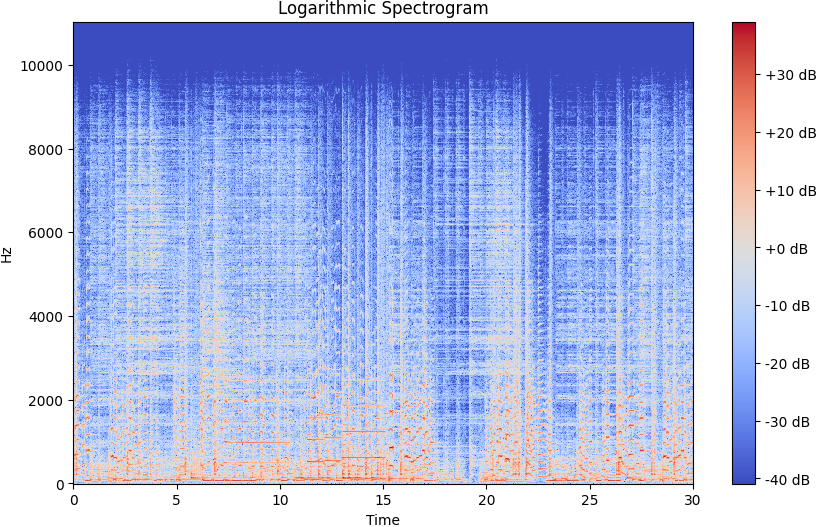 Logarithmic Spectrogram
Hz
10000
8000
6000
4000
2000
0
0 5 10 15 20 25 30
Time
+30 dB
+20 dB
+10 dB
+0 dB
-10 dB
-20 dB
-30 dB
-40 dB